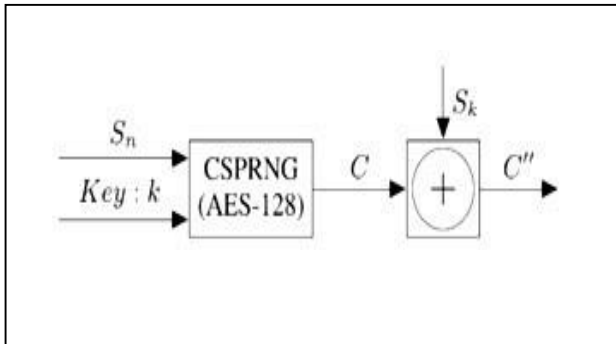 S_k
S_n
CSPRNG
(AES-128)
Key : k
C
+
C''